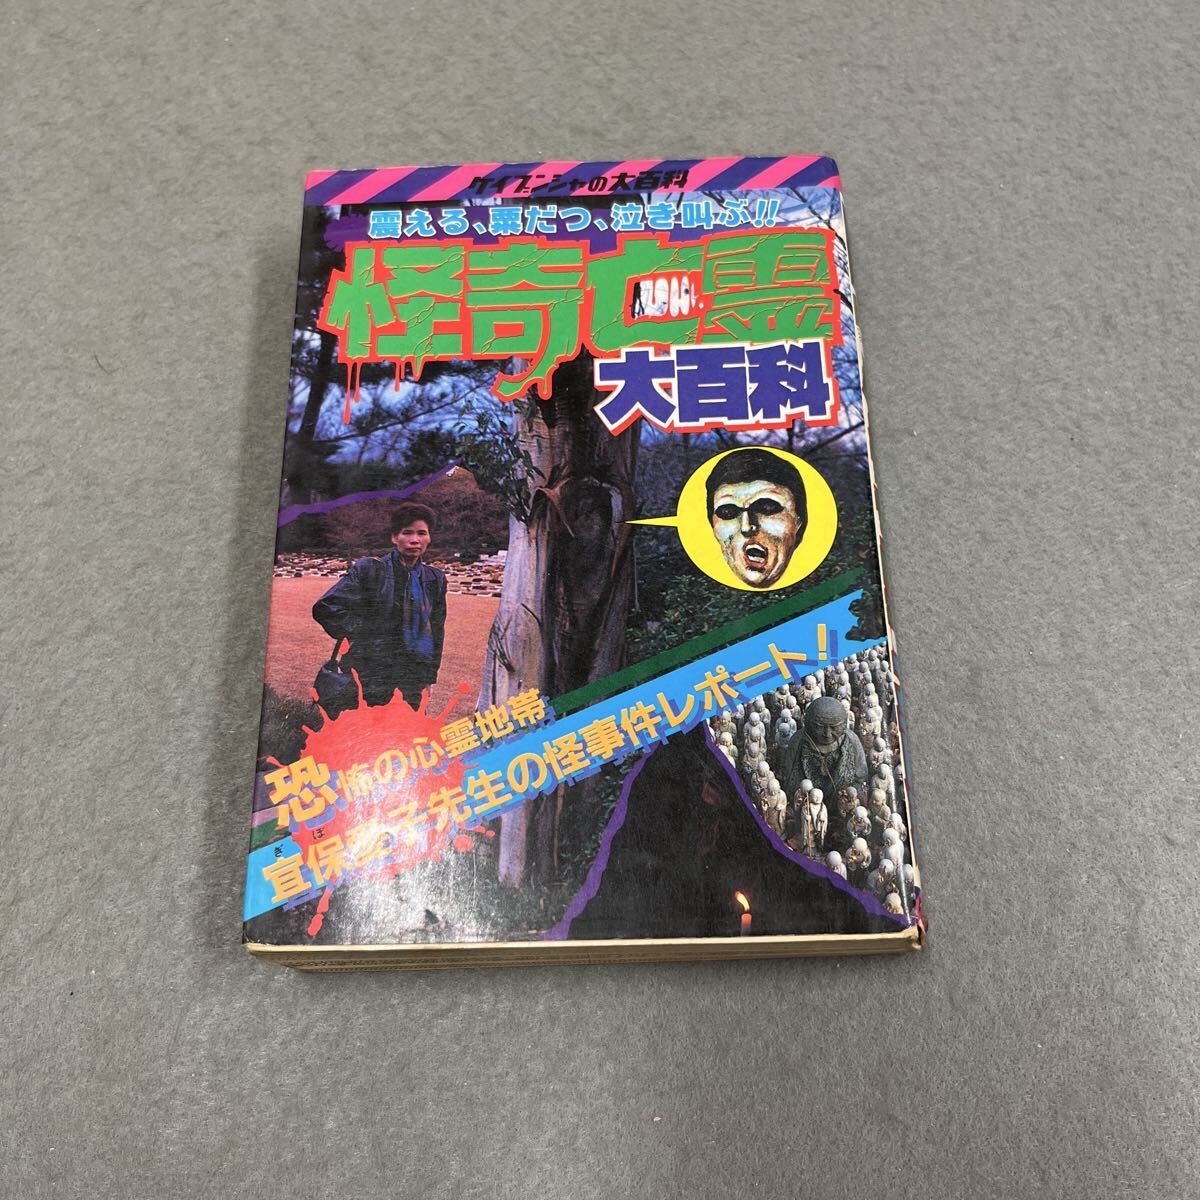 ケイブンシャの大百科
震える、粟だつ、泣き叫ぶ!!
怪奇亡霊
大百科
恐怖の心霊地帯
ぎぼ
宜保愛子先生の怪事件レポート!